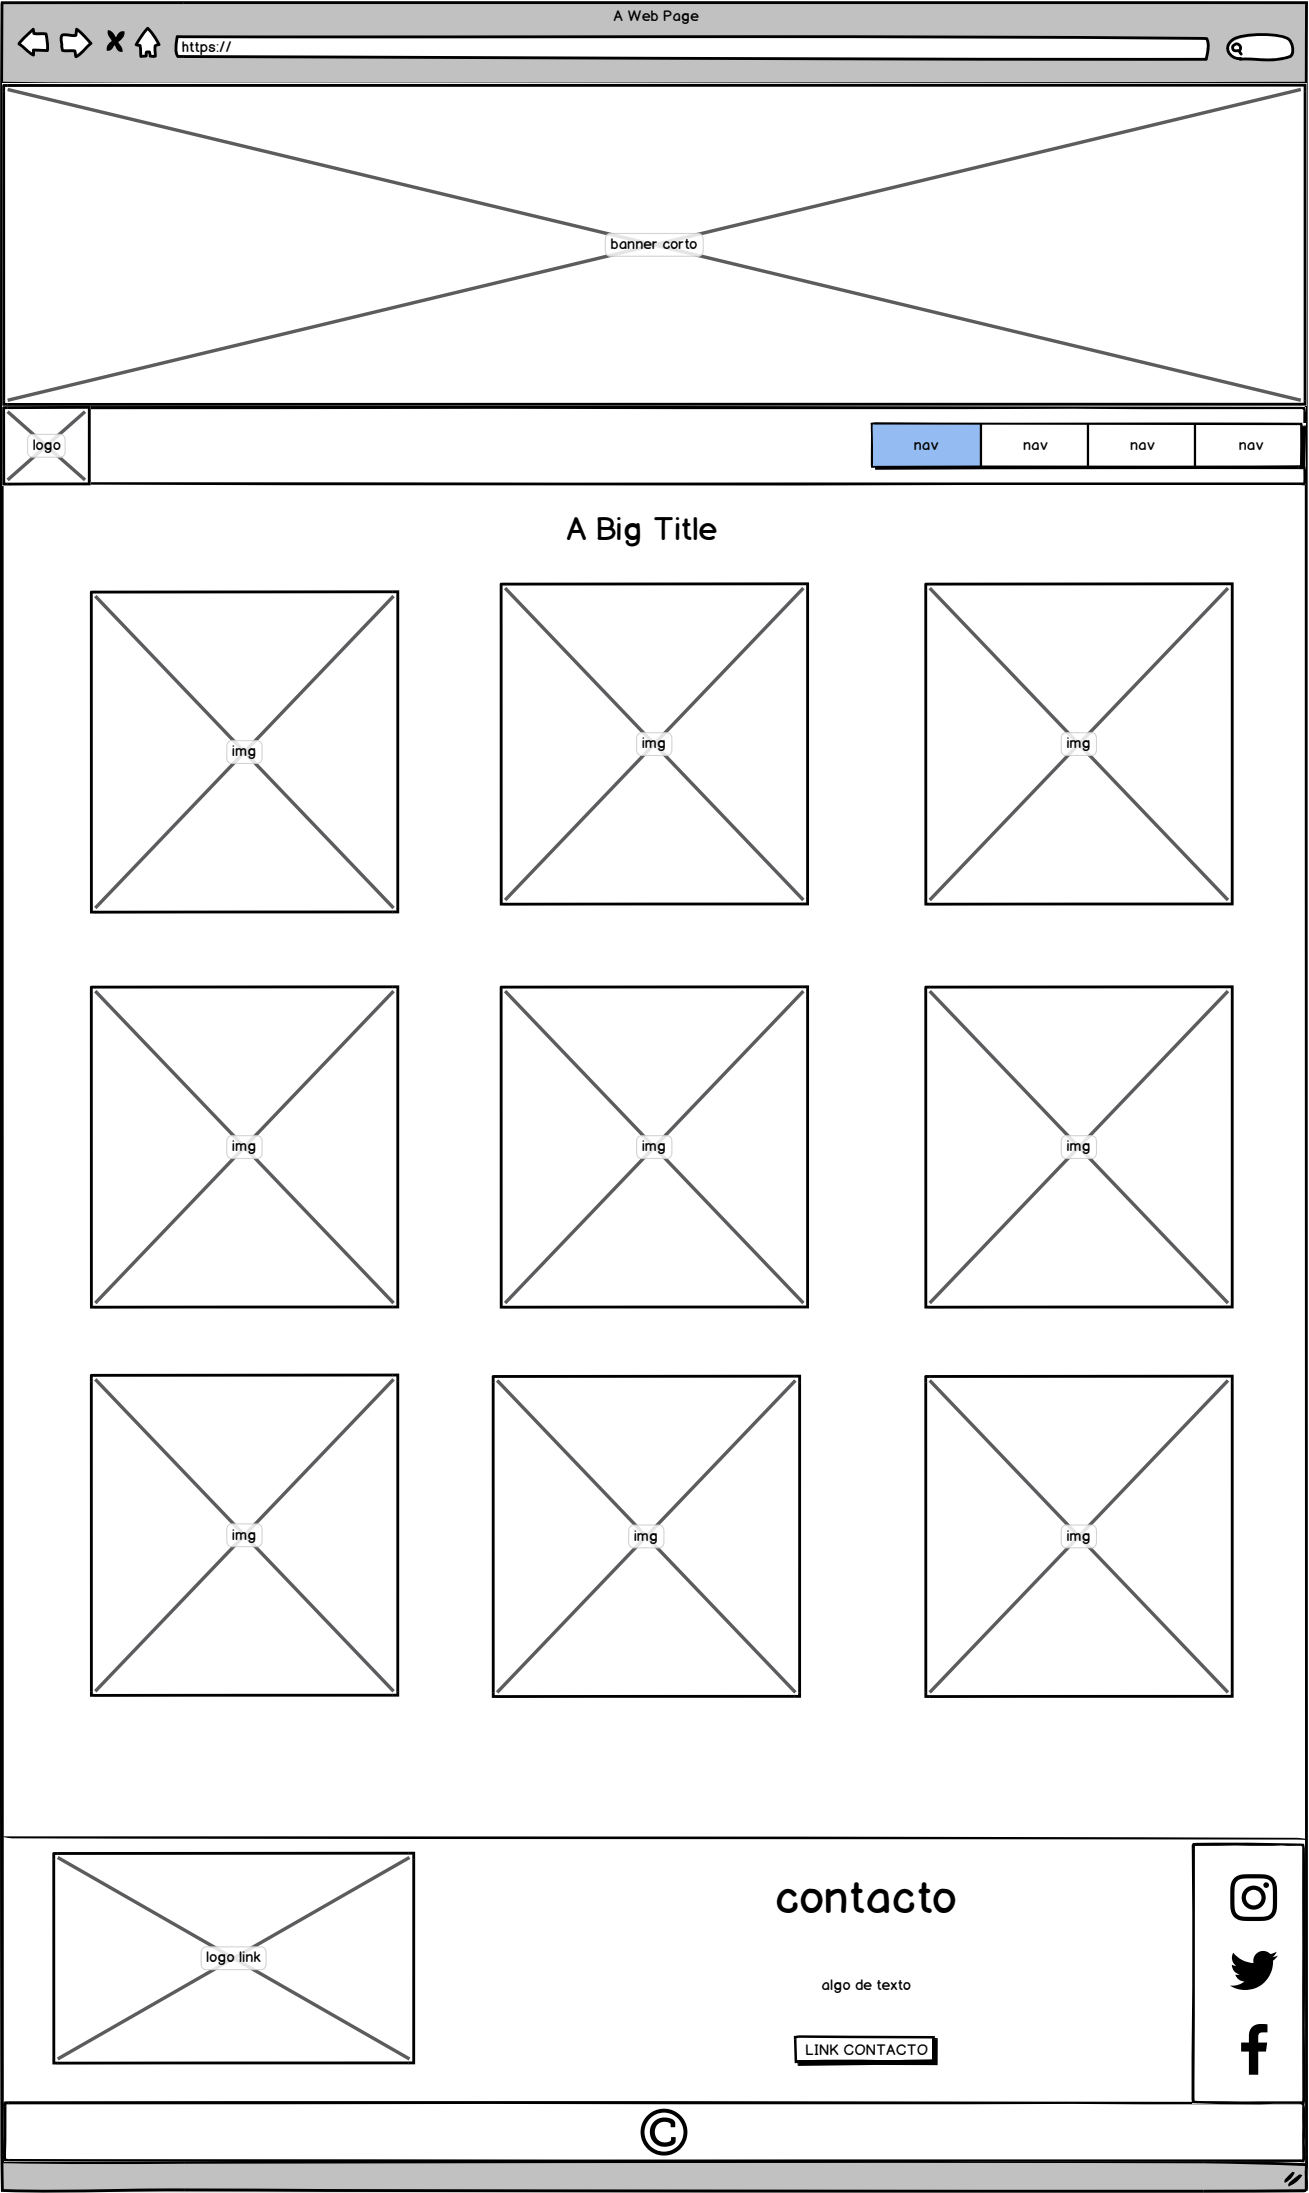 A Web Page
https://
banner corto
logo
nav nav nav nav
A Big Title
img img img
img img img
img img img
logo link
contacto
algo de texto
LINK CONTACTO
©